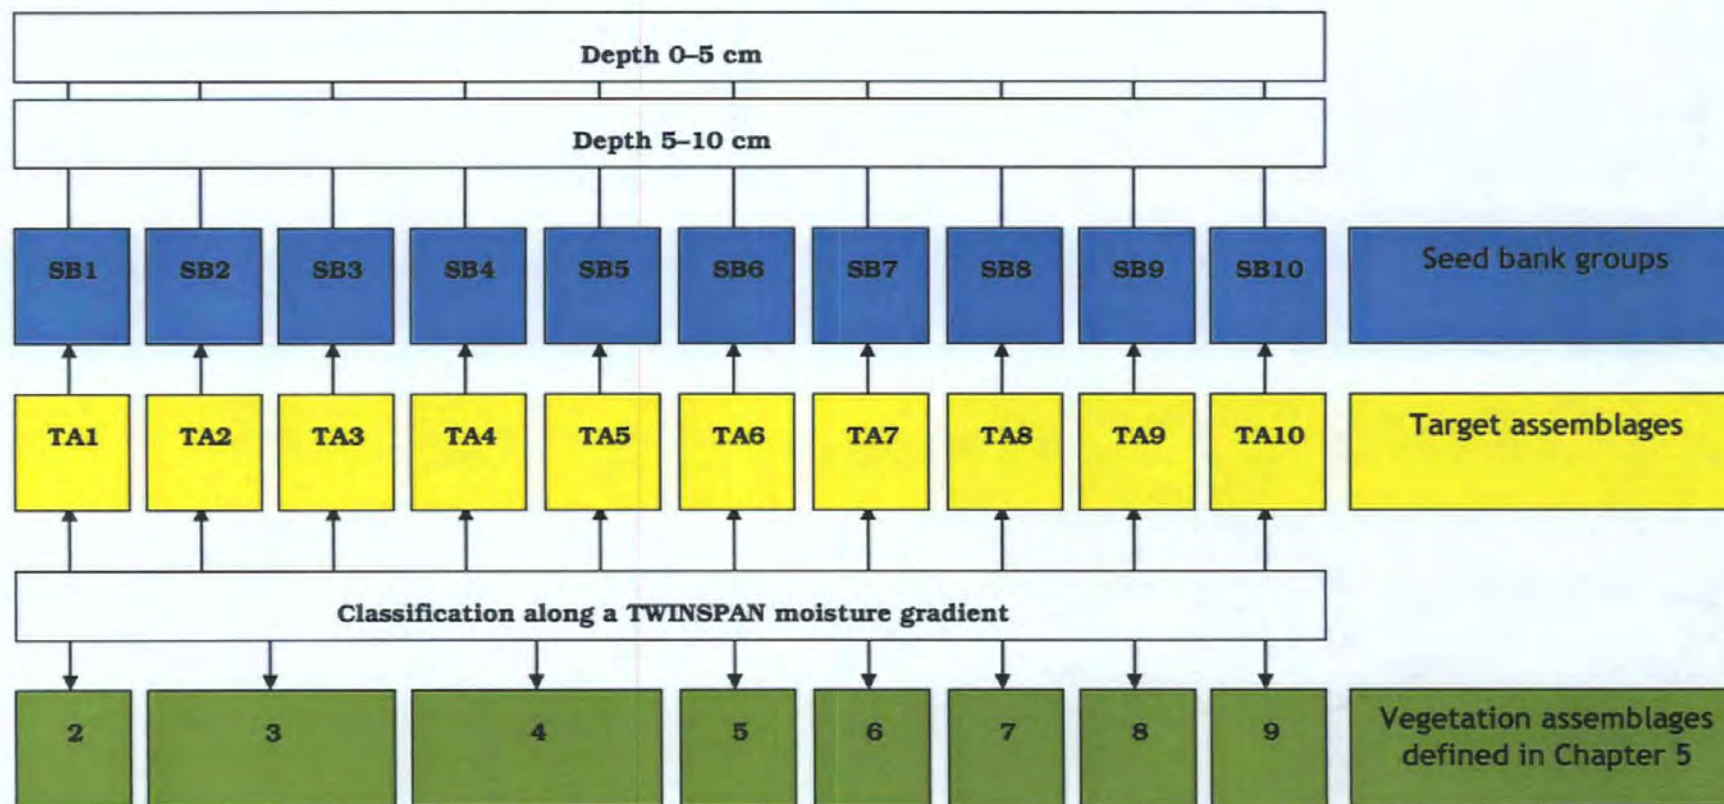 Depth 0–5 cm
Depth 5–10 cm
SB1 SB2 SB3 SB4 SB5 SB6 SB7 SB8 SB9 SB10 Seed bank groups
TA1 TA2 TA3 TA4 TA5 TA6 TA7 TA8 TA9 TA10 Target assemblages
Classification along a TWINSPAN moisture gradient
2 3 4 5 6 7 8 9 Vegetation assemblages
defined in Chapter 5